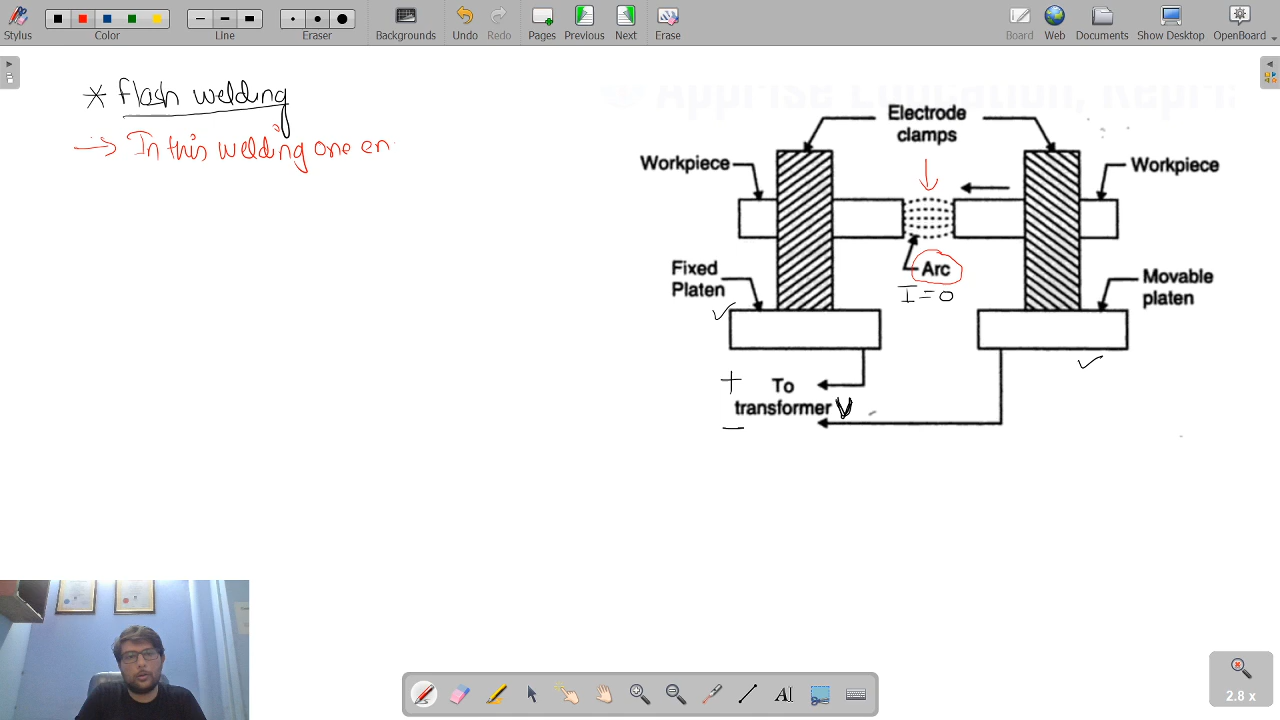 Stylus
Color
Line
Eraser
Backgrounds
Undo
Redo
Pages
Previous
Next
Erase
Board
Web
Documents
Show Desktop
OpenBoard
* flash welding
→ In this welding one en
Electrode
clamps
Workpiece
Workpiece
Arc
I = 0
Fixed
Platen
Movable
platen
+ To
transformer V
−
2.8 x